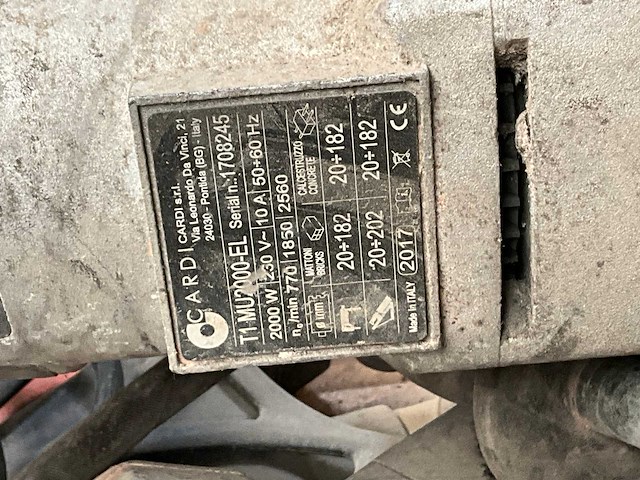 CARDI
CARDI s.r.l.
Via Leonardo Da Vinci, 21
24030 - Pontida (BG) - Italy
T1 MU2000-EL Serial n.:1708245
2000 W 230 V~ 10 A 50÷60 Hz
n₀/min 770 1850 2560
ømm MATTONI BRICKS CALCESTRUZZO CONCRETE
20÷182 20÷182
20÷202 20÷182
Made in ITALY 2017 CE